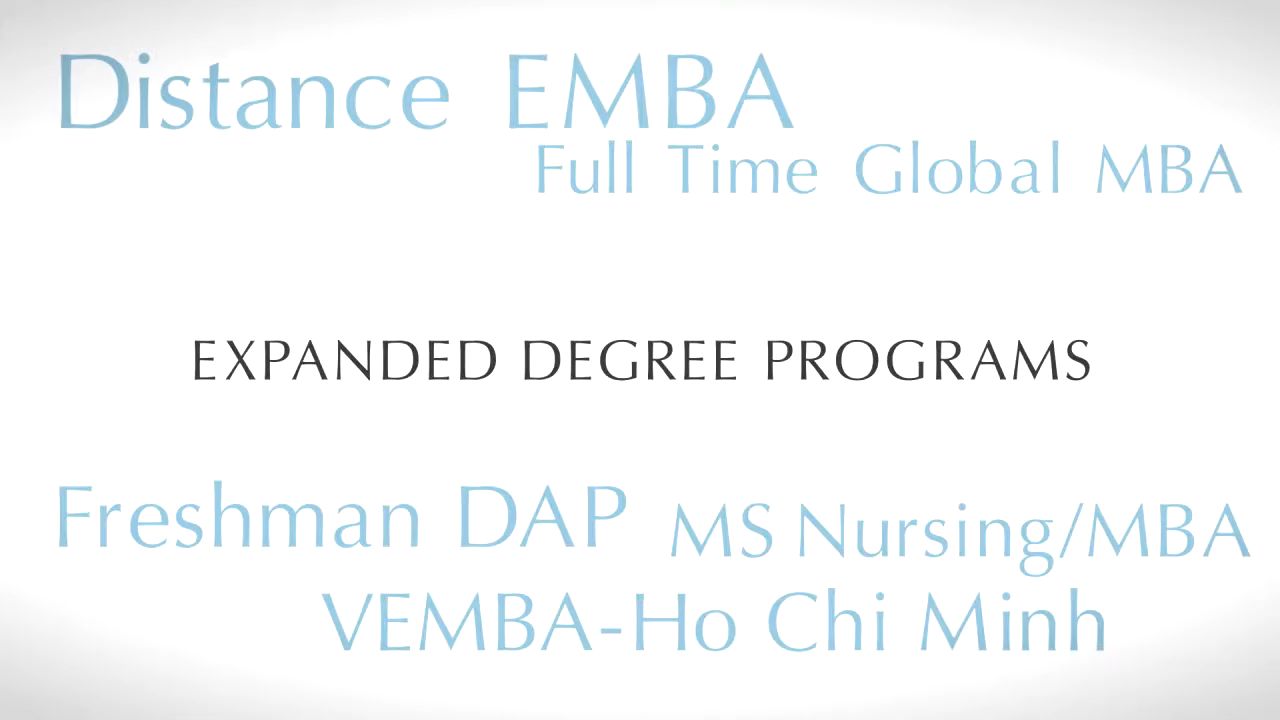 Distance EMBA
Full Time Global MBA
EXPANDED DEGREE PROGRAMS
Freshman DAP
MS Nursing/MBA
VEMBA-Ho Chi Minh